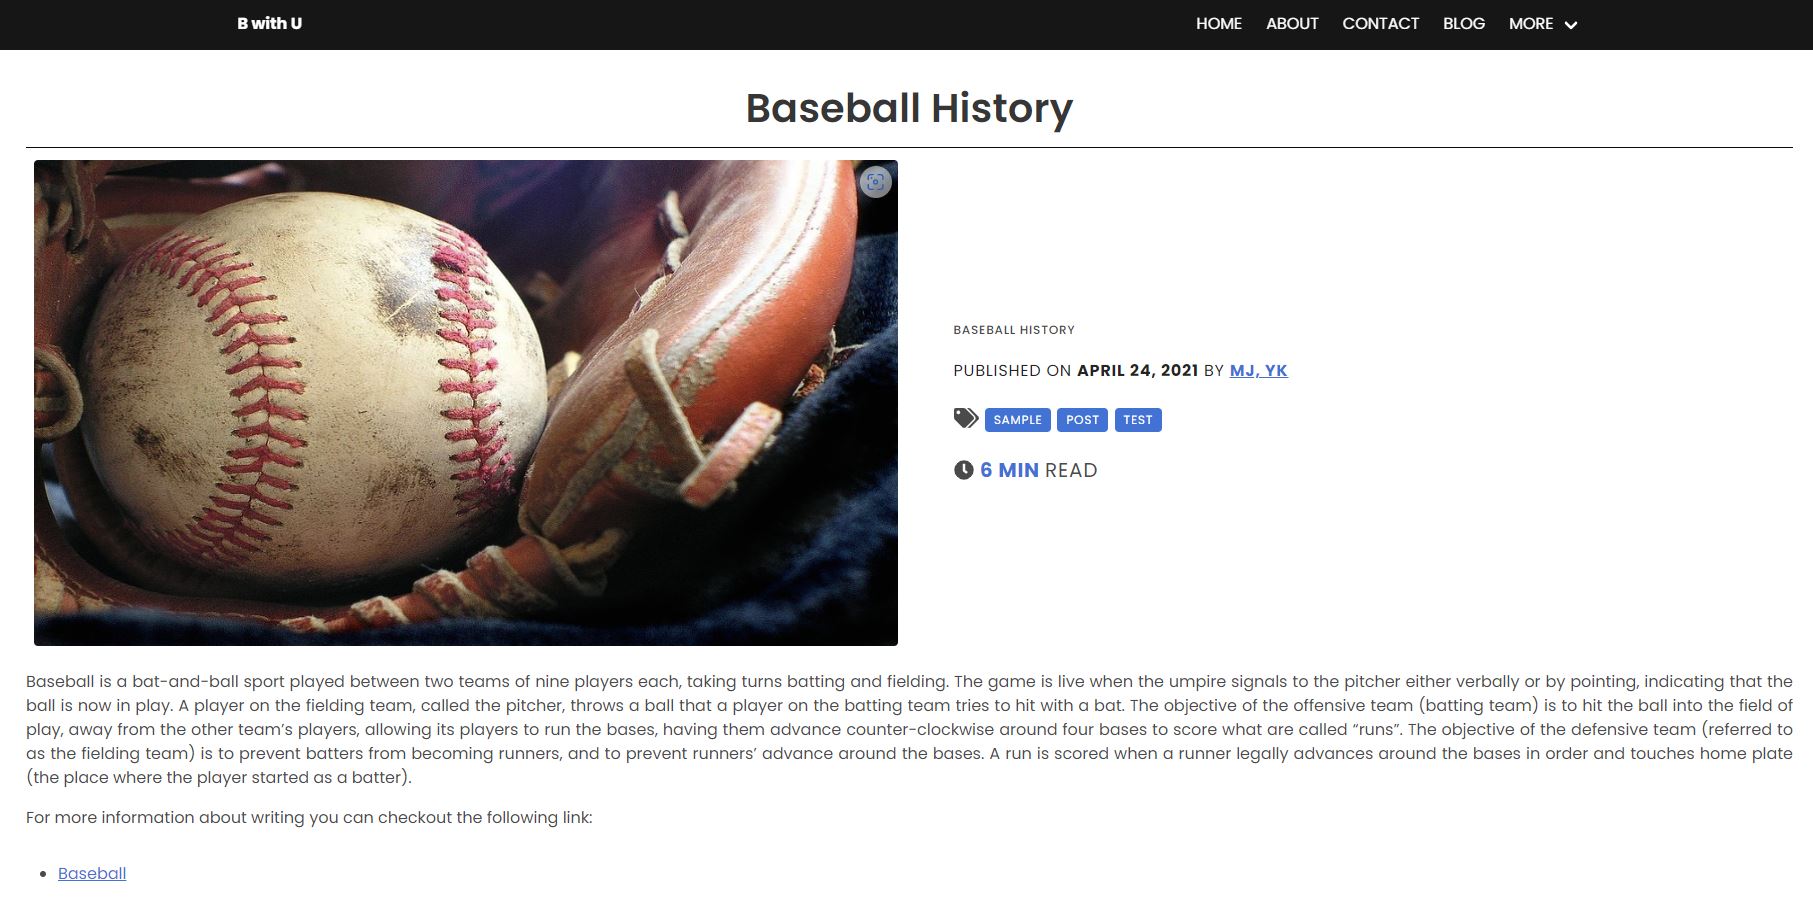 B with U
HOME ABOUT CONTACT BLOG MORE
Baseball History
BASEBALL HISTORY
PUBLISHED ON APRIL 24, 2021 BY MJ, YK
SAMPLE POST TEST
6 MIN READ
Baseball is a bat-and-ball sport played between two teams of nine players each, taking turns batting and fielding. The game is live when the umpire signals to the pitcher either verbally or by pointing, indicating that the
ball is now in play. A player on the fielding team, called the pitcher, throws a ball that a player on the batting team tries to hit with a bat. The objective of the offensive team (batting team) is to hit the ball into the field of
play, away from the other team’s players, allowing its players to run the bases, having them advance counter-clockwise around four bases to score what are called “runs”. The objective of the defensive team (referred to
as the fielding team) is to prevent batters from becoming runners, and to prevent runners’ advance around the bases. A run is scored when a runner legally advances around the bases in order and touches home plate
(the place where the player started as a batter).
For more information about writing you can checkout the following link:
Baseball